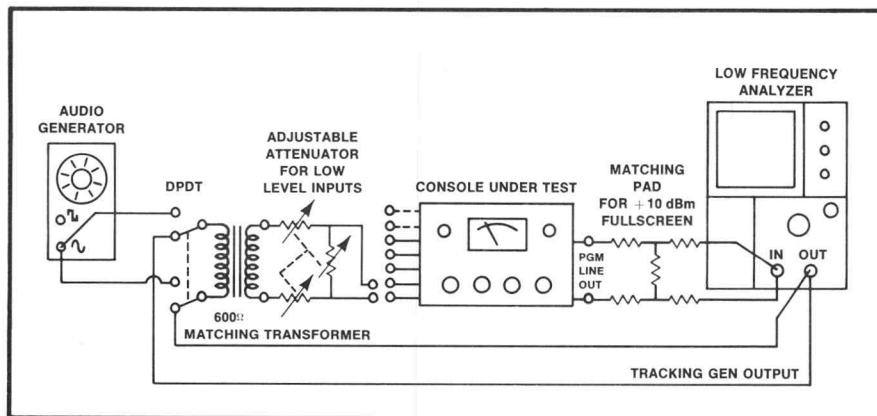 AUDIO
GENERATOR
DPDT
600Ω
MATCHING TRANSFORMER
ADJUSTABLE
ATTENUATOR
FOR LOW
LEVEL INPUTS
CONSOLE UNDER TEST
PGM
LINE
OUT
MATCHING
PAD
FOR +10 dBm
FULLSCREEN
LOW FREQUENCY
ANALYZER
IN
OUT
TRACKING GEN OUTPUT